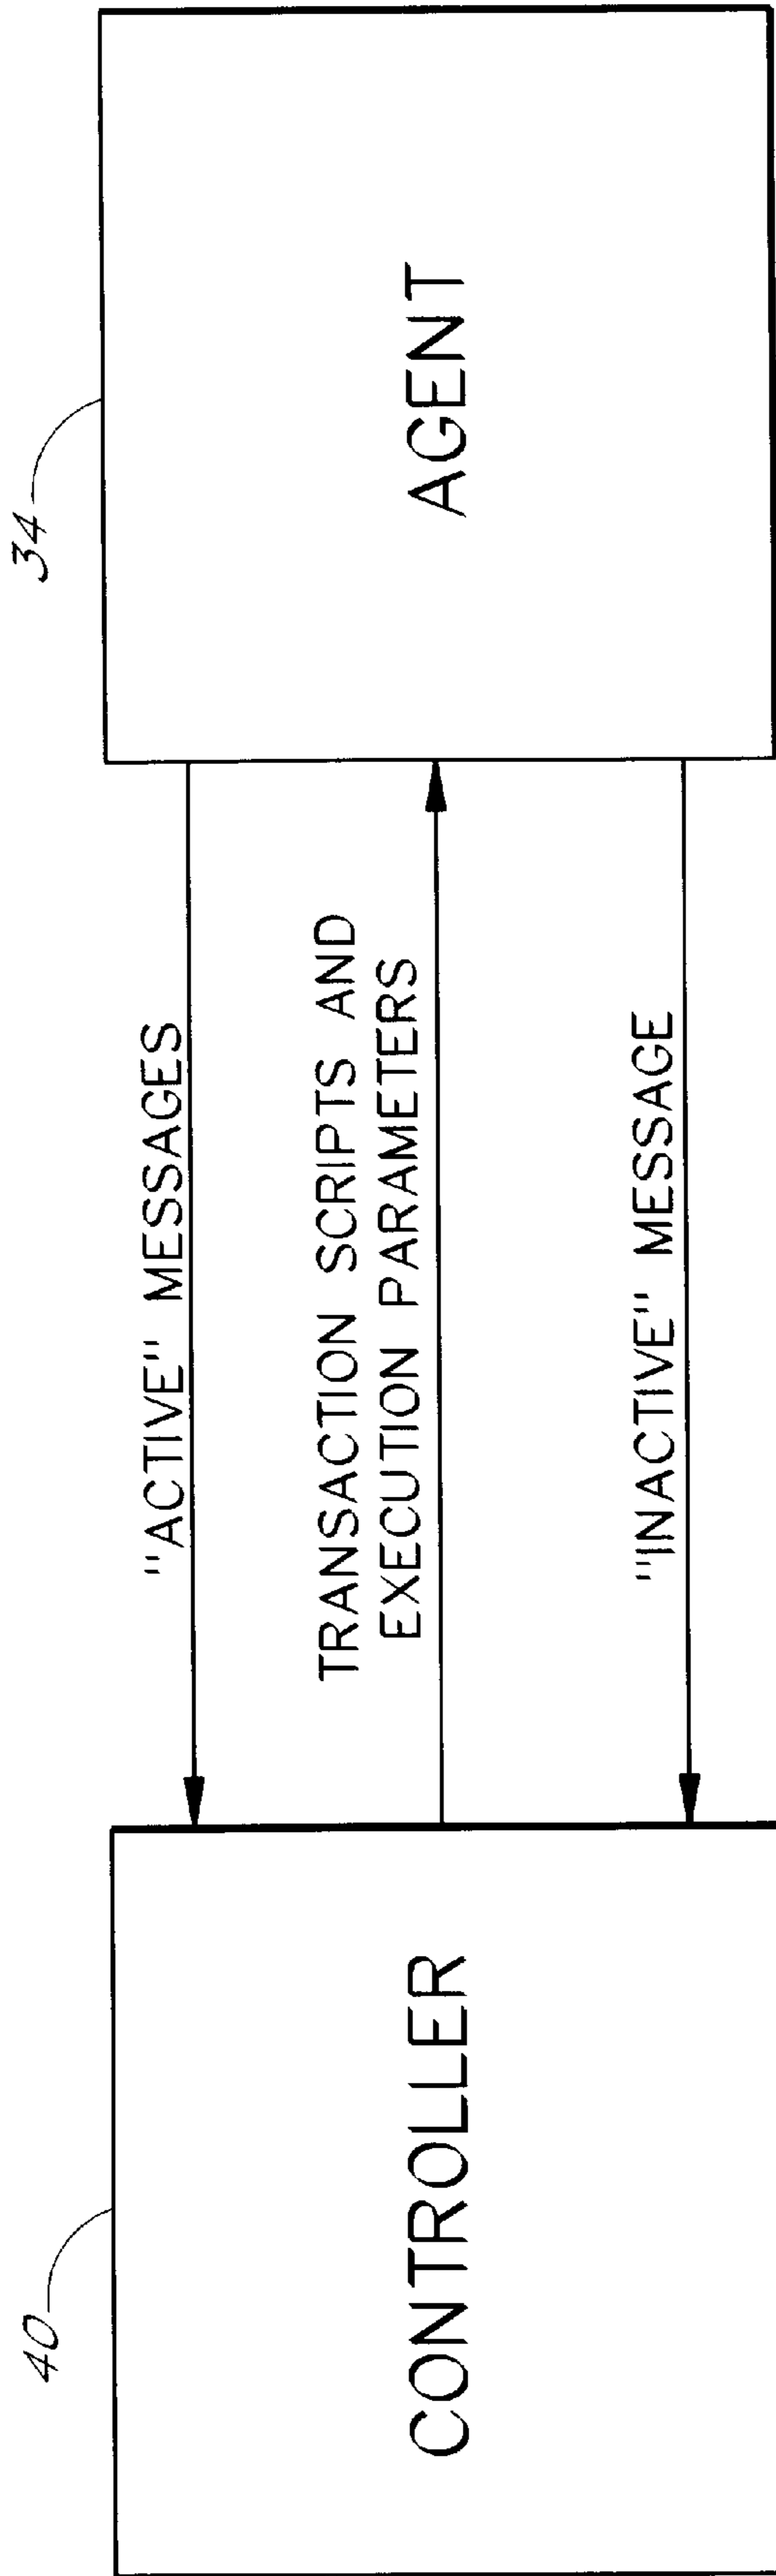 40
34
"ACTIVE" MESSAGES
CONTROLLER
TRANSACTION SCRIPTS AND
EXECUTION PARAMETERS
AGENT
"INACTIVE" MESSAGE